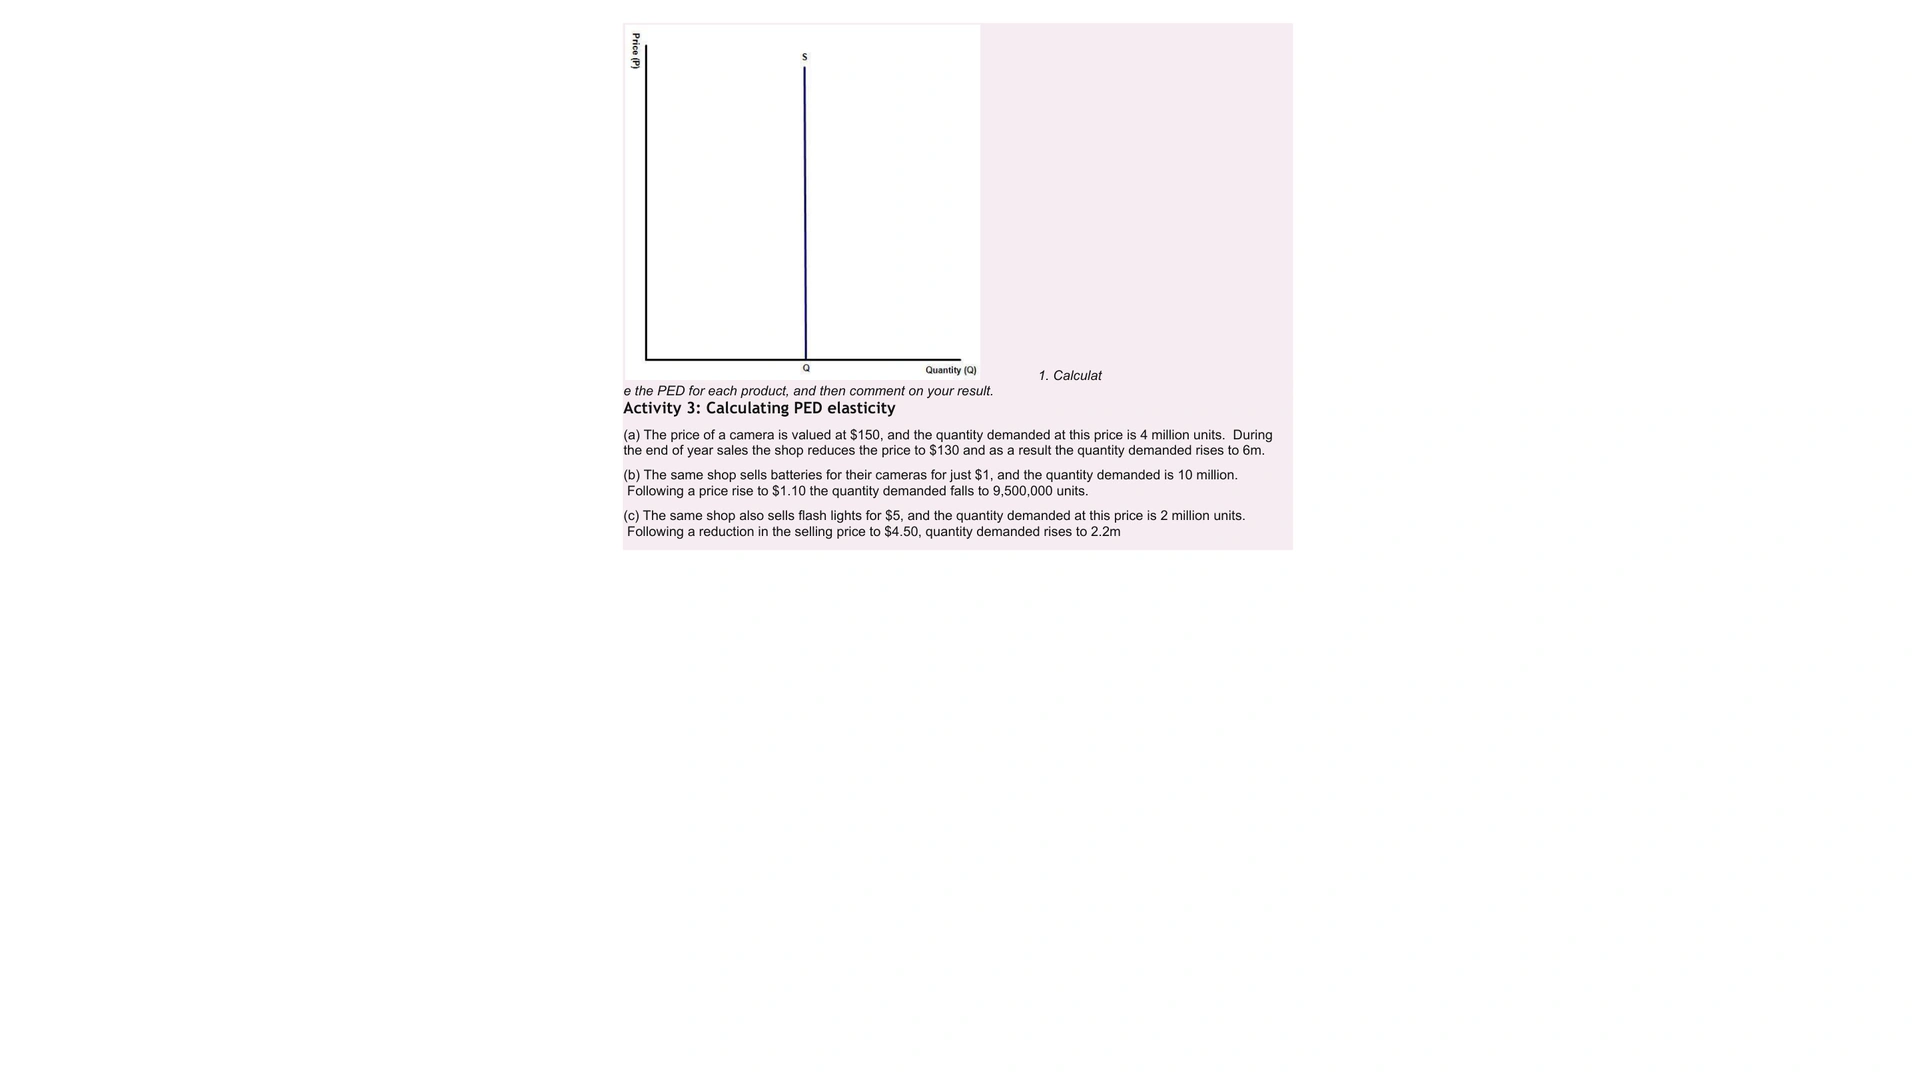 Price (P)
S
Q
Quantity (Q)
1. Calculat
e the PED for each product, and then comment on your result.
Activity 3: Calculating PED elasticity
(a) The price of a camera is valued at $150, and the quantity demanded at this price is 4 million units.  During
the end of year sales the shop reduces the price to $130 and as a result the quantity demanded rises to 6m.
(b) The same shop sells batteries for their cameras for just $1, and the quantity demanded is 10 million.
Following a price rise to $1.10 the quantity demanded falls to 9,500,000 units.
(c) The same shop also sells flash lights for $5, and the quantity demanded at this price is 2 million units.
Following a reduction in the selling price to $4.50, quantity demanded rises to 2.2m